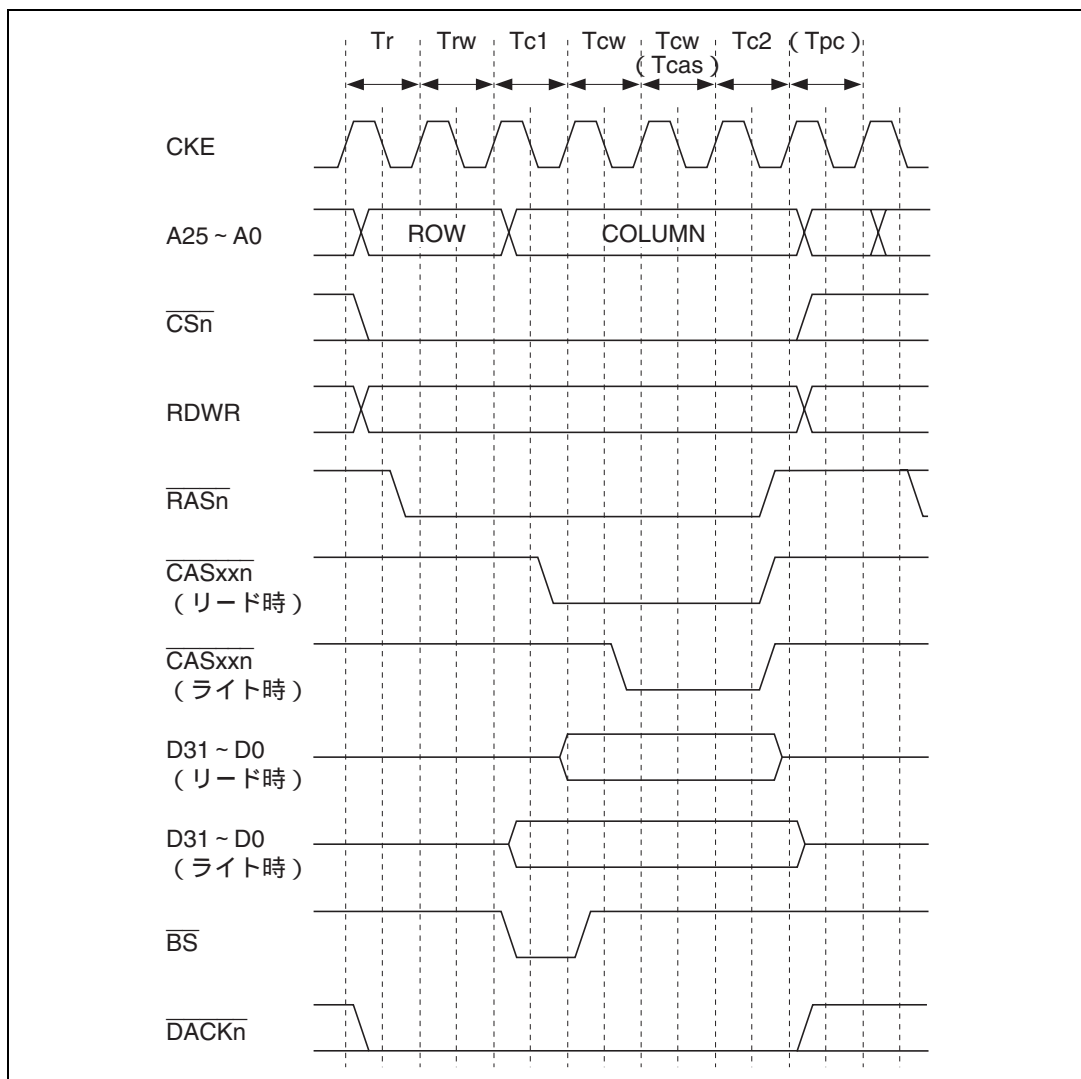 Tr Trw Tc1 Tcw Tcw Tc2 (Tpc)
(Tcas)
CKE
A25~A0 ROW COLUMN
CSn
RDWR
RASn
CASxxn
(リード時)
CASxxn
(ライト時)
D31~D0
(リード時)
D31~D0
(ライト時)
BS
DACKn